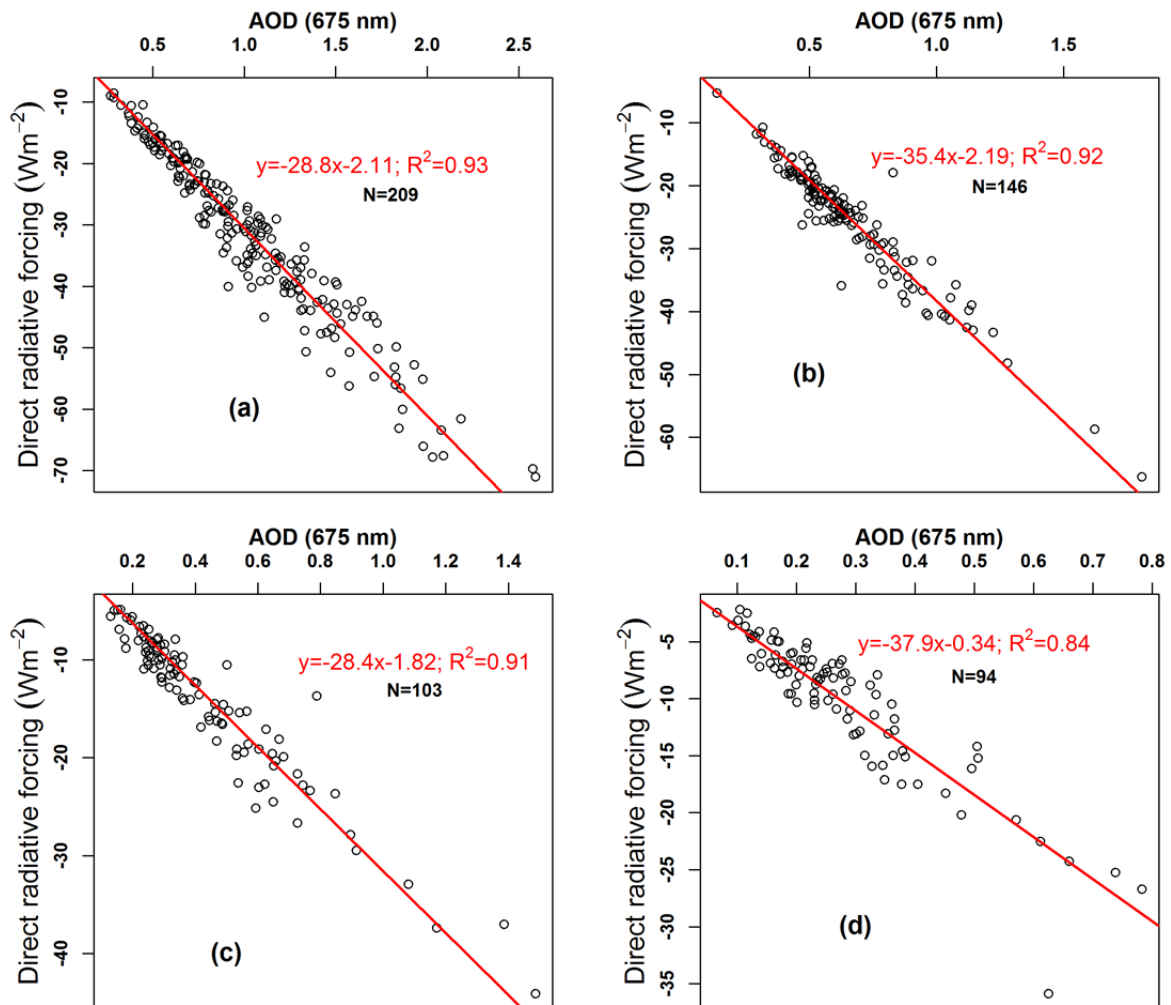 AOD (675 nm)
0.5 1.0 1.5 2.0 2.5
Direct radiative forcing (Wm−2)
-10
-20
-30
-40
-50
-60
-70
y=-28.8x-2.11; R2=0.93
N=209
(a)
AOD (675 nm)
0.5 1.0 1.5
Direct radiative forcing (Wm−2)
-10
-20
-30
-40
-50
-60
y=-35.4x-2.19; R2=0.92
N=146
(b)
AOD (675 nm)
0.2 0.4 0.6 0.8 1.0 1.2 1.4
Direct radiative forcing (Wm−2)
-10
-20
-30
-40
y=-28.4x-1.82; R2=0.91
N=103
(c)
AOD (675 nm)
0.1 0.2 0.3 0.4 0.5 0.6 0.7 0.8
Direct radiative forcing (Wm−2)
-5
-10
-15
-20
-25
-30
-35
y=-37.9x-0.34; R2=0.84
N=94
(d)